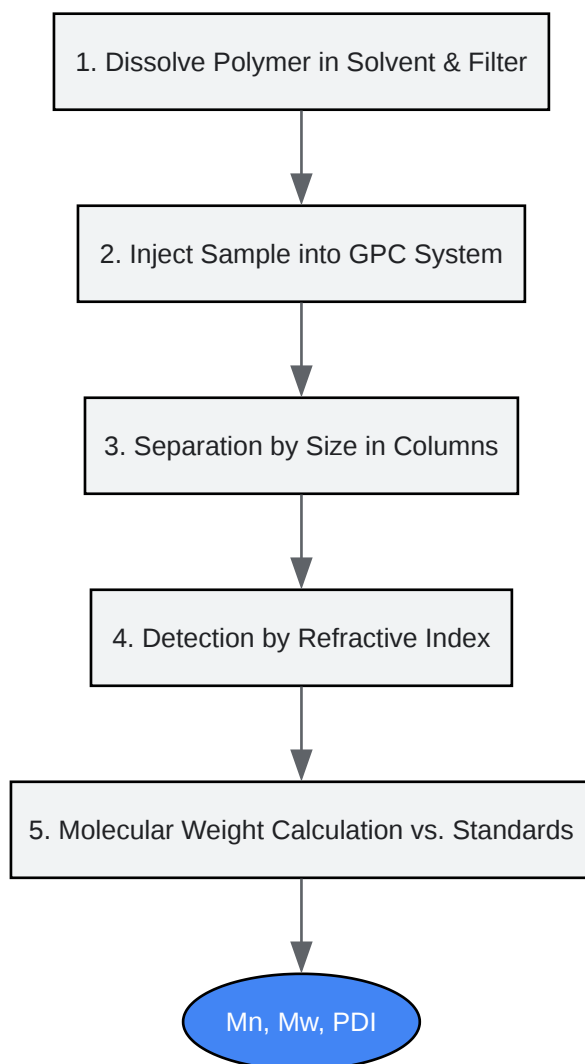 1. Dissolve Polymer in Solvent & Filter
2. Inject Sample into GPC System
3. Separation by Size in Columns
4. Detection by Refractive Index
5. Molecular Weight Calculation vs. Standards
Mn, Mw, PDI